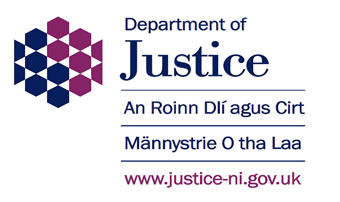 Department of
Justice
An Roinn Dlí agus Cirt
Männystrie O tha Laa
www.justice-ni.gov.uk